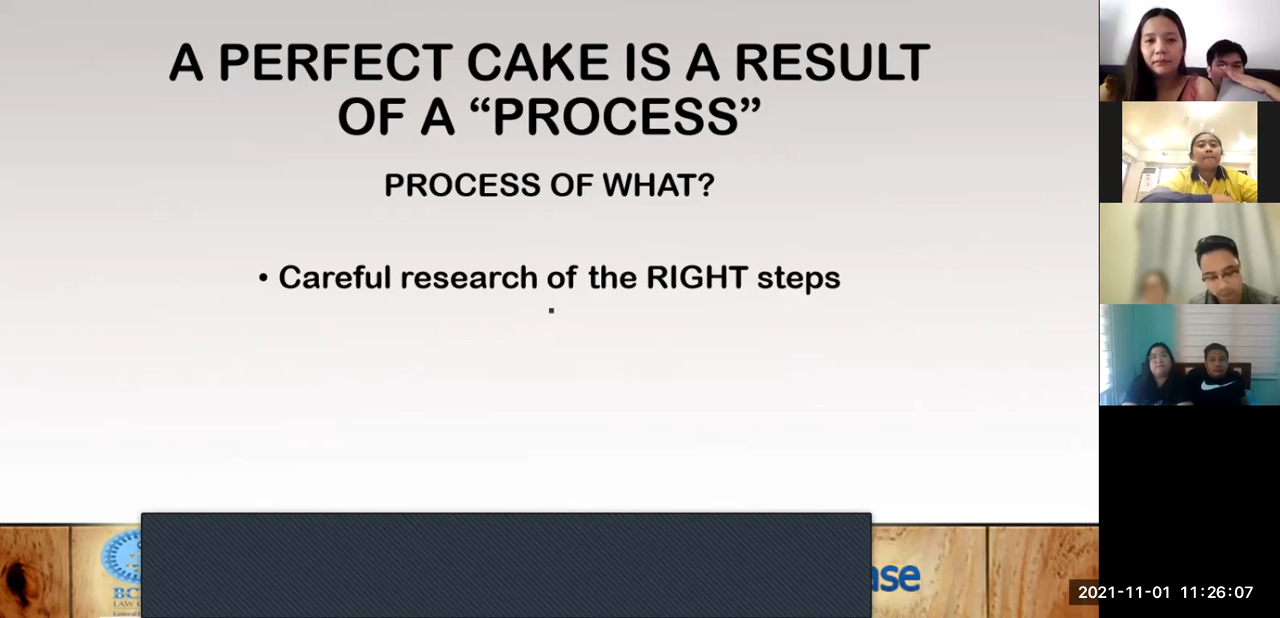 A PERFECT CAKE IS A RESULT
OF A “PROCESS”
PROCESS OF WHAT?
• Careful research of the RIGHT steps
2021-11-01 11:26:07